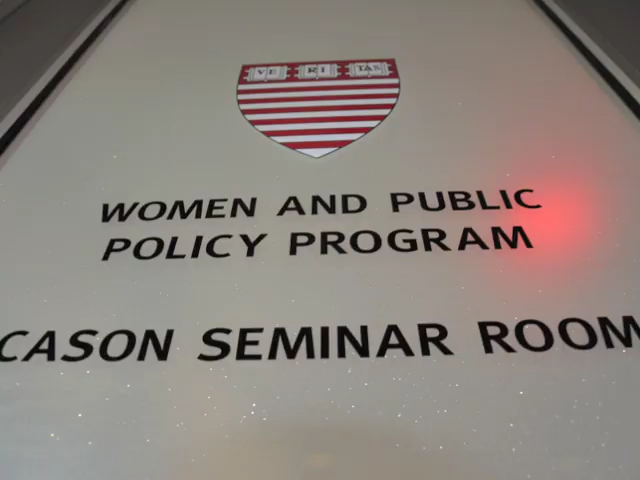 VE RI TAS
WOMEN AND PUBLIC
POLICY PROGRAM
CASON SEMINAR ROOM